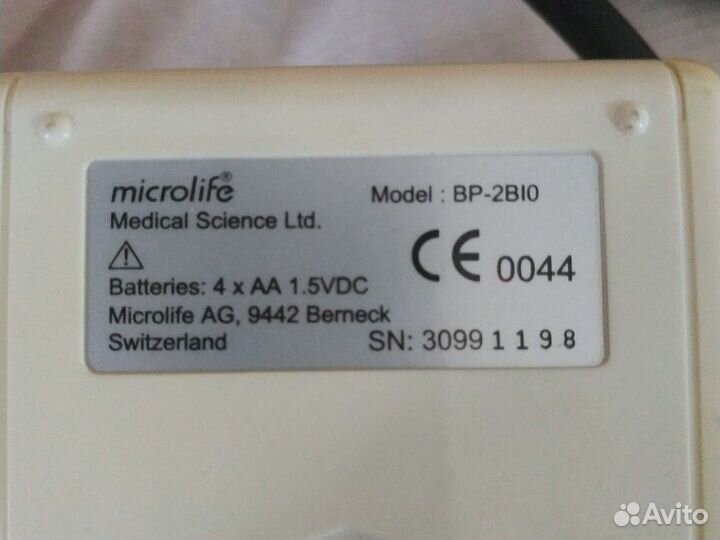 microlife®
Model : BP-2BI0
Medical Science Ltd.
CE 0044
Batteries: 4 x AA 1.5VDC
Microlife AG, 9442 Berneck
Switzerland
SN: 30991198
Avito